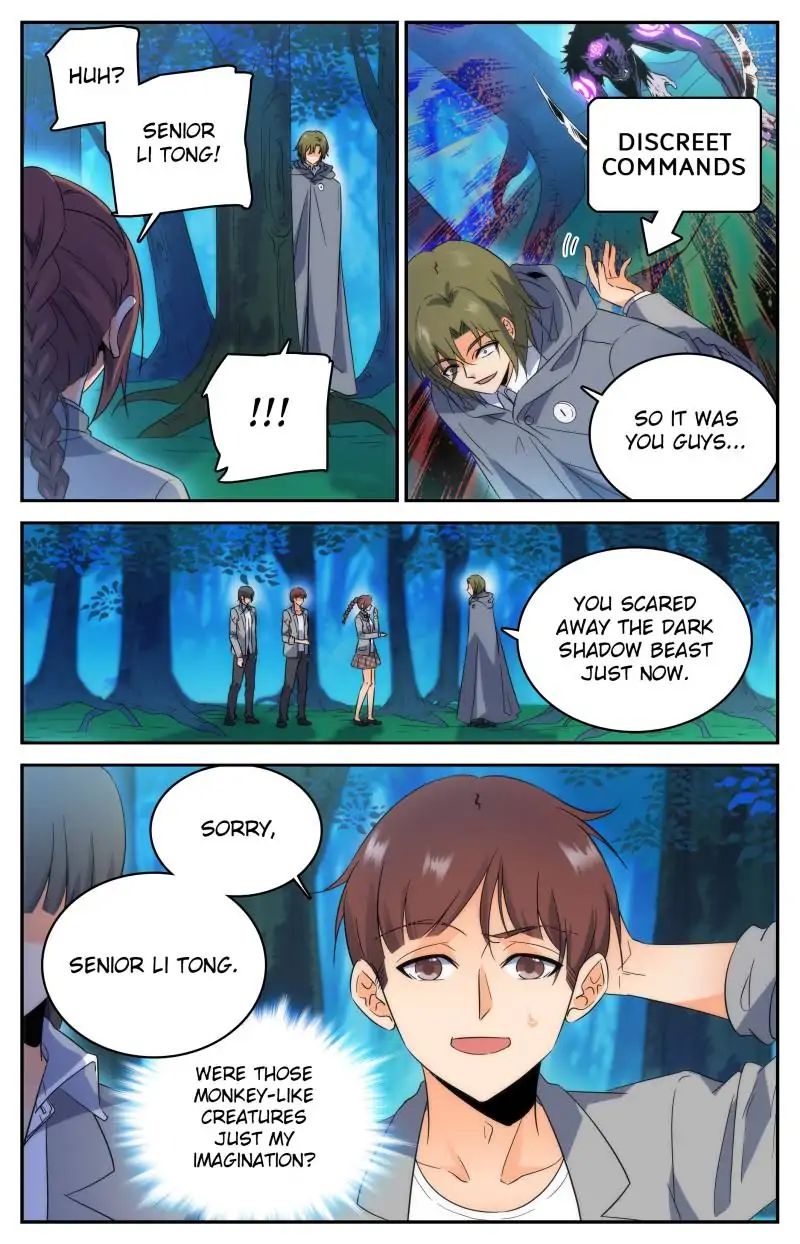 HUH?
SENIOR
LI TONG!
!!!
DISCREET
COMMANDS
SO IT WAS
YOU GUYS...
YOU SCARED
AWAY THE DARK
SHADOW BEAST
JUST NOW.
SORRY,
SENIOR LI TONG.
WERE THOSE
MONKEY-LIKE
CREATURES
JUST MY
IMAGINATION?